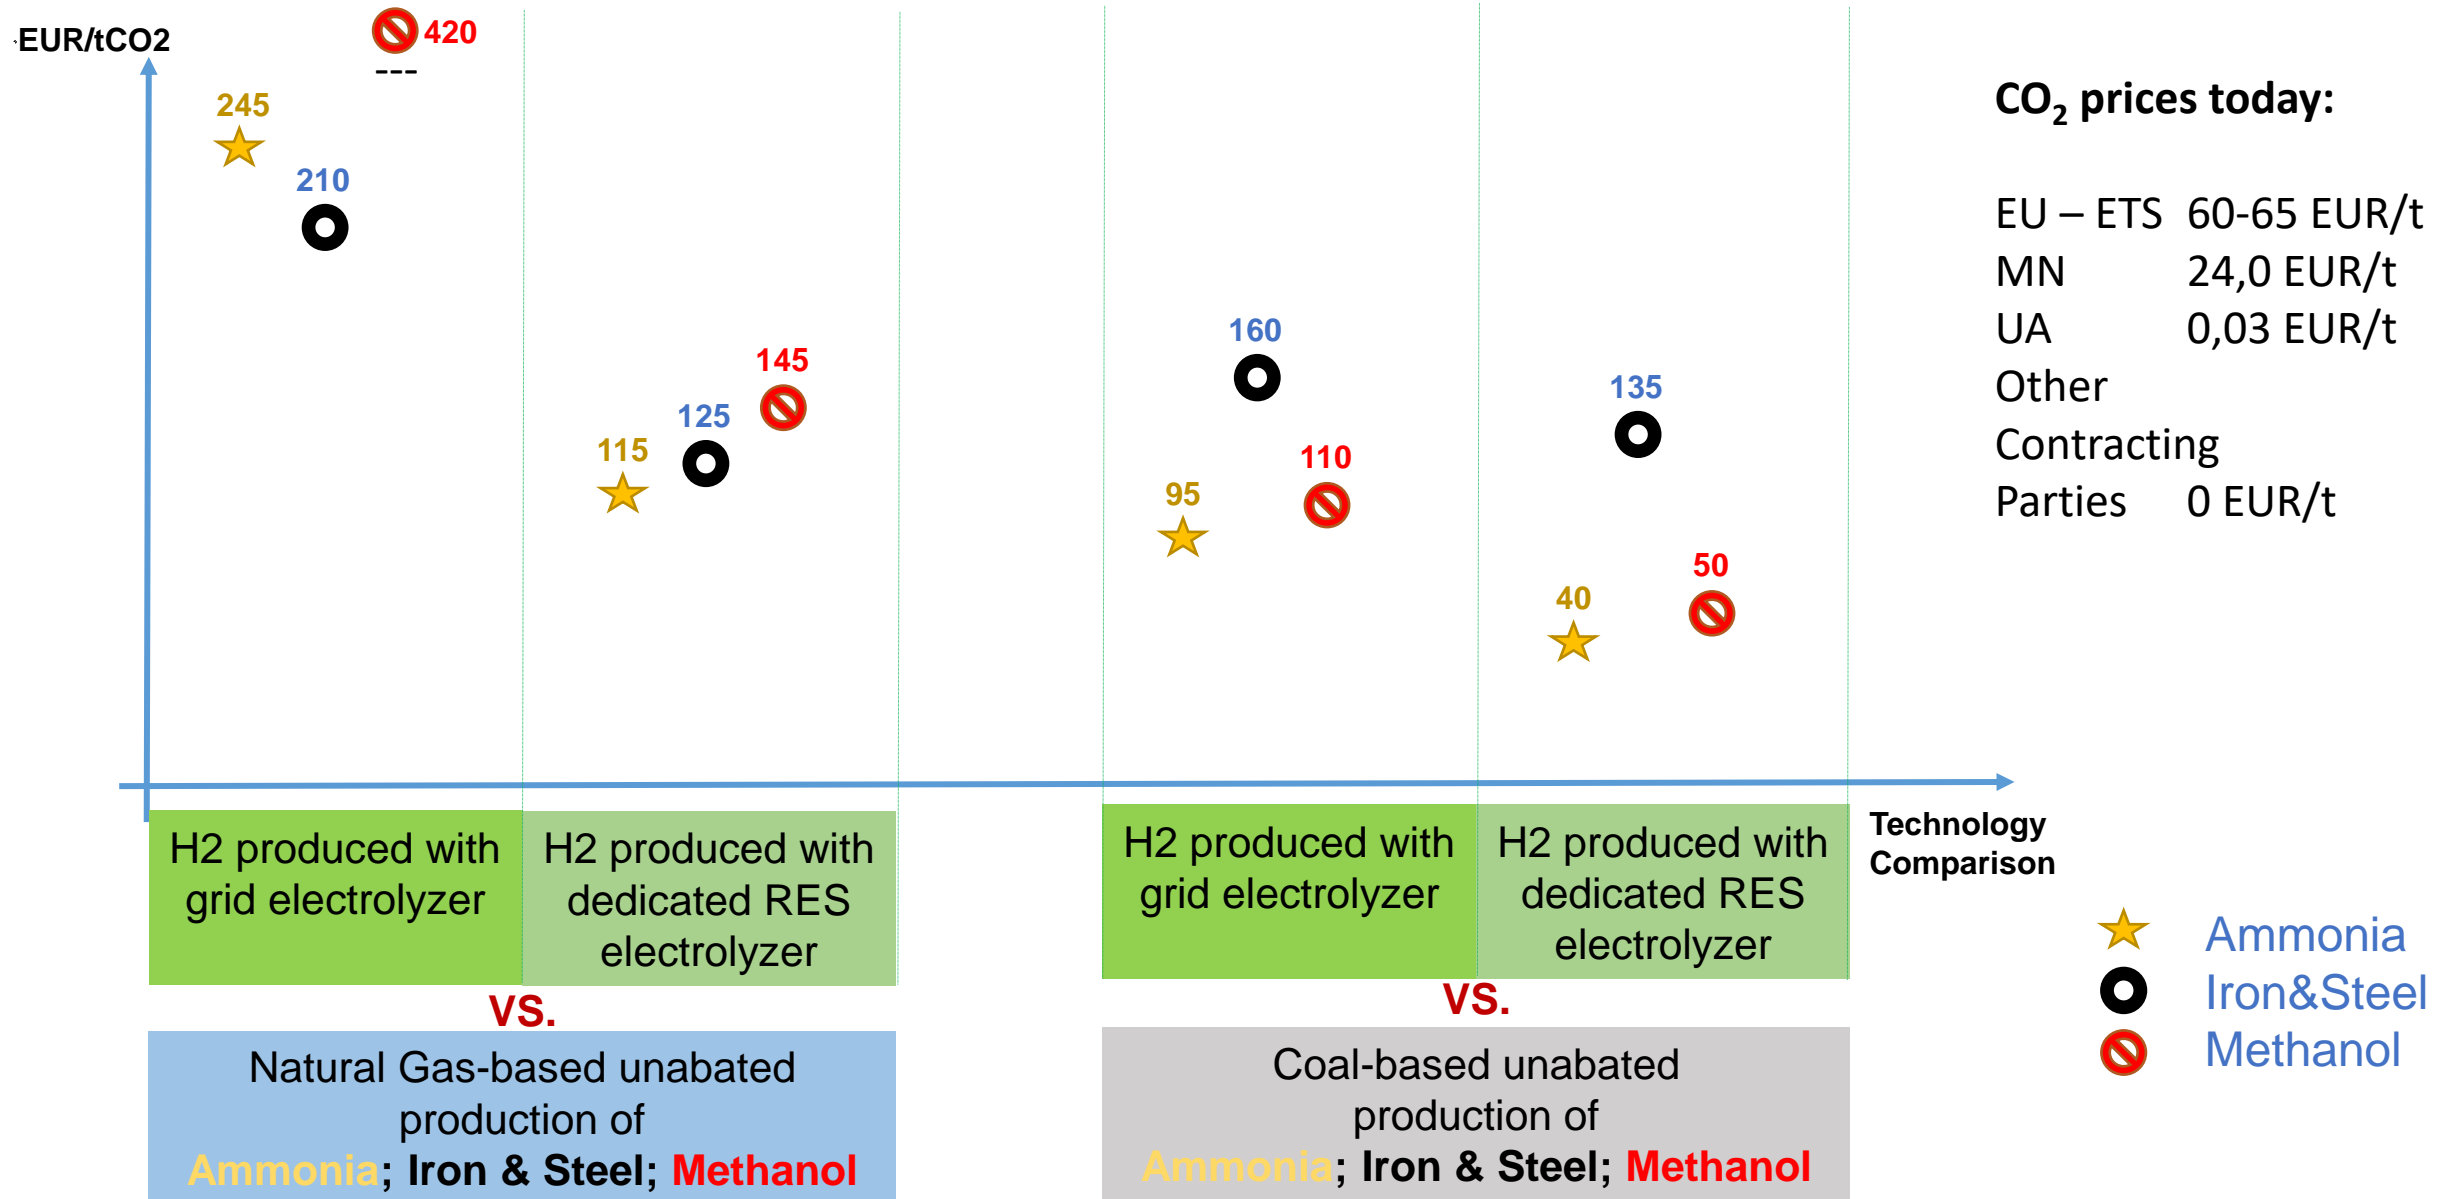 EUR/tCO2
420
---
245
210
145
125
115
160
110
95
135
50
40
CO2 prices today:
EU – ETS 60-65 EUR/t
MN 24,0 EUR/t
UA 0,03 EUR/t
Other
Contracting
Parties 0 EUR/t
H2 produced with
grid electrolyzer
H2 produced with
dedicated RES
electrolyzer
H2 produced with
grid electrolyzer
H2 produced with
dedicated RES
electrolyzer
Technology
Comparison
VS.
Natural Gas-based unabated
production of
Ammonia; Iron & Steel; Methanol
VS.
Coal-based unabated
production of
Ammonia; Iron & Steel; Methanol
Ammonia
Iron&Steel
Methanol